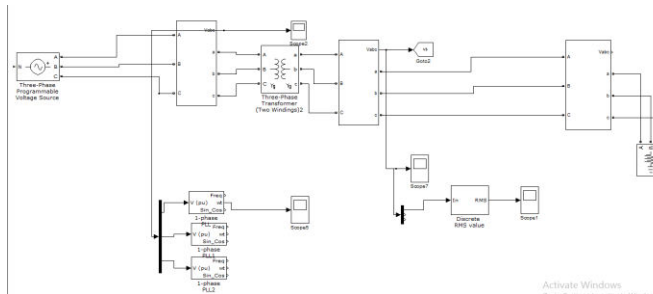 N
A
B
C
Three-Phase
Programmable
Voltage Source
A
B
C
Vabc
a
b
c
Scope2
A
B
C
a
b
c
Yg
Yg
Three-Phase
Transformer
(Two Windings)2
A
B
C
Vabc
a
b
c
Goto2
A
B
C
Vabc
a
b
c
A
B
Scope7
In
RMS
Discrete
RMS value
Scope1
V (pu)
Freq
wt
Sin_Cos
1-phase
PLL
V (pu)
Freq
wt
Sin_Cos
1-phase
PLL1
V (pu)
Freq
wt
Sin_Cos
1-phase
PLL2
Activate Windows